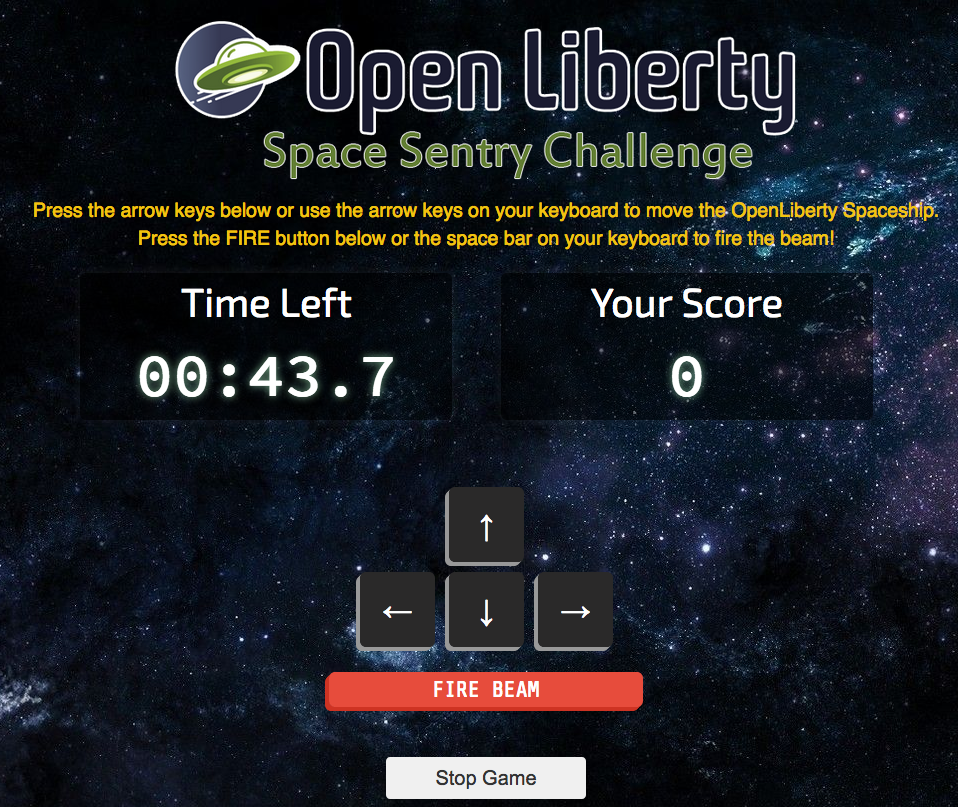 Open Liberty
Space Sentry Challenge
Press the arrow keys below or use the arrow keys on your keyboard to move the OpenLiberty Spaceship.
Press the FIRE button below or the space bar on your keyboard to fire the beam!
Time Left
00:43.7
Your Score
0
↑
← ↓ →
FIRE BEAM
Stop Game